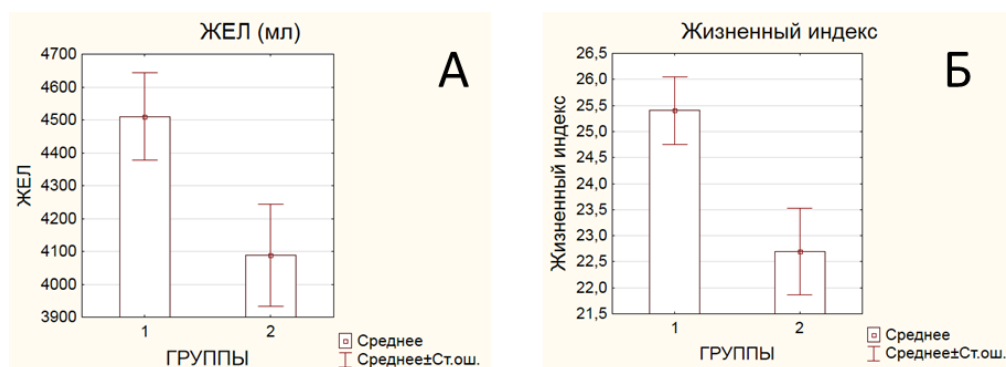 ЖЕЛ (мл)
А
ЖЕЛ
4700
4600
4500
4400
4300
4200
4100
4000
3900
1
2
ГРУППЫ
Среднее
Среднее±Ст.ош.
Жизненный индекс
Б
Жизненный индекс
26,5
26,0
25,5
25,0
24,5
24,0
23,5
23,0
22,5
22,0
21,5
1
2
ГРУППЫ
Среднее
Среднее±Ст.ош.